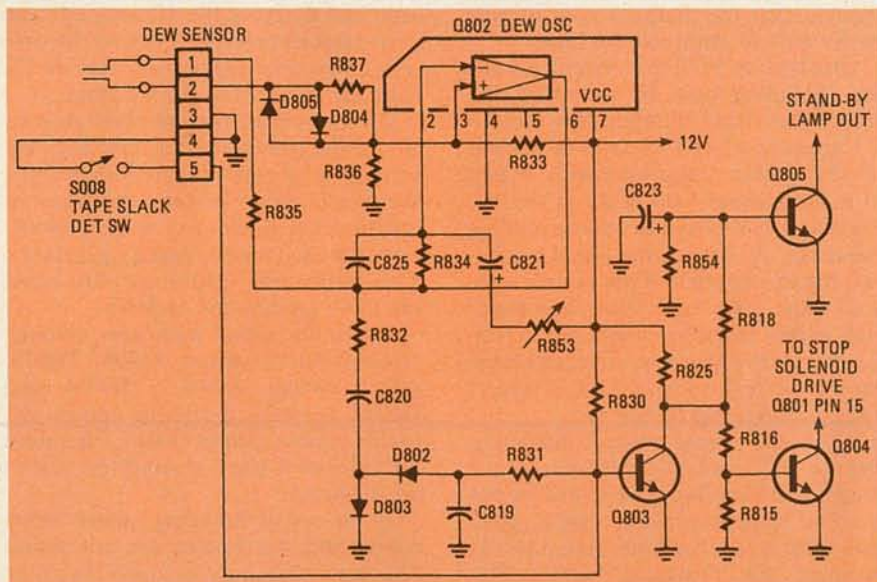 DEW SENSOR
1
2
3
4
5
S008
TAPE SLACK
DET SW
Q802 DEW OSC
R837
D805
D804
R836
R835
−
+
2
3
4
5
6
7
VCC
R833
12V
C825
R834
C821
+
R853
R832
C820
D802
R831
D803
C819
R830
R825
Q803
STAND-BY
LAMP OUT
Q805
C823
+
R854
R818
TO STOP
SOLENOID
DRIVE
Q801 PIN 15
R816
Q804
R815